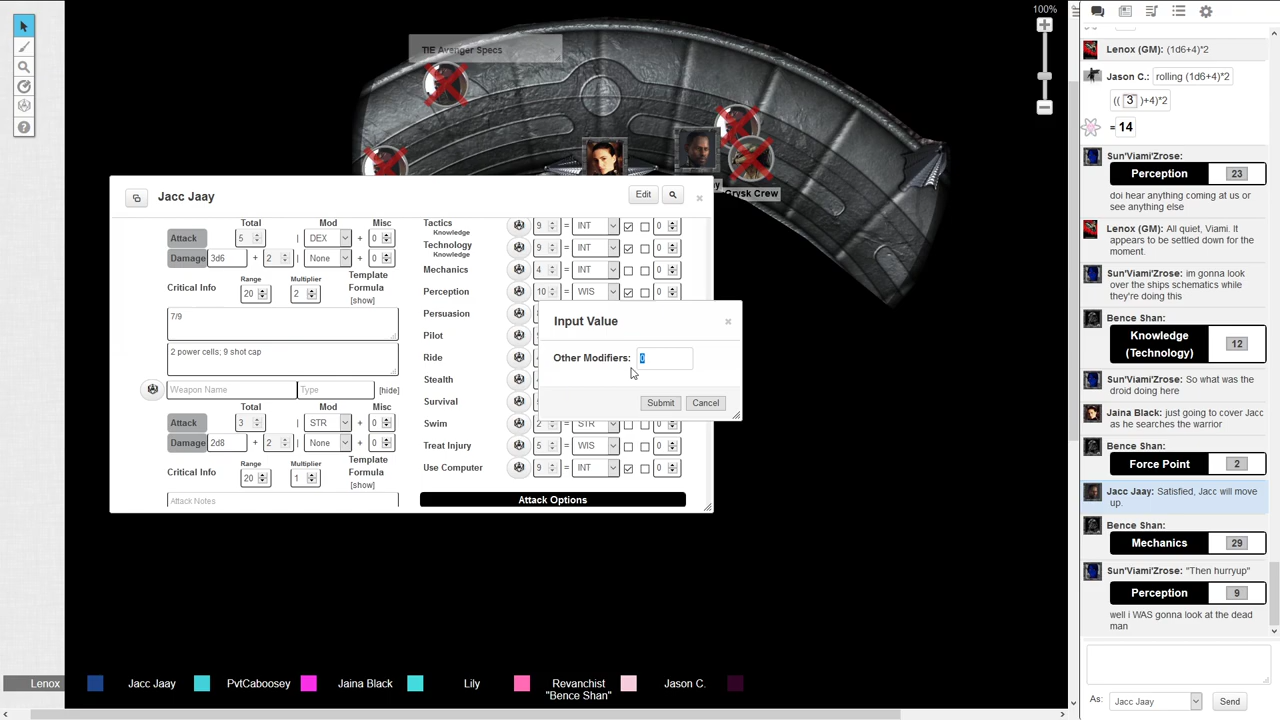 100%
TIE Avenger Specs
Grysk Crew
Jacc Jaay
Edit
Total
Mod
Misc
Attack
5
|
DEX
+
0
Damage
3d6
+
2
|
None
+
0
Critical Info
Range
20
Multiplier
2
Template
Formula
[show]
7/9
2 power cells; 9 shot cap
Weapon Name
Type
[hide]
Total
Mod
Misc
Attack
3
|
STR
+
0
Damage
2d8
+
2
|
None
+
0
Critical Info
Range
20
Multiplier
1
Template
Formula
[show]
Attack Notes
Tactics
Knowledge
9
=
INT
0
Technology
Knowledge
9
=
INT
0
Mechanics
4
=
INT
0
Perception
10
=
WIS
0
Persuasion
Pilot
Ride
Stealth
Survival
Swim
2
=
STR
0
Treat Injury
5
=
WIS
0
Use Computer
9
=
INT
0
Attack Options
Input Value
Other Modifiers:
0
Submit
Cancel
Lenox
Jacc Jaay
PvtCaboosey
Jaina Black
Lily
Revanchist
"Bence Shan"
Jason C.
Lenox (GM): (1d6+4)*2
Jason C.: rolling (1d6+4)*2
(( 3 )+4)*2
= 14
Sun'Viami'Zrose:
Perception 23
doi hear anything coming at us or
see anything else
Lenox (GM): All quiet, Viami. It
appears to be settled down for the
moment.
Sun'Viami'Zrose: im gonna look
over the ships schematics while
they're doing this
Bence Shan:
Knowledge
(Technology) 12
Sun'Viami'Zrose: So what was the
droid doing over here
Jaina Black: just going to cover Jacc
as he searches the warrior
Bence Shan:
Force Point 2
Jacc Jaay: Satisfied, Jacc will move
up.
Bence Shan:
Mechanics 29
Sun'Viami'Zrose: "Then hurryup"
Perception 9
well i WAS gonna look at the dead
man
As:
Jacc Jaay
Send